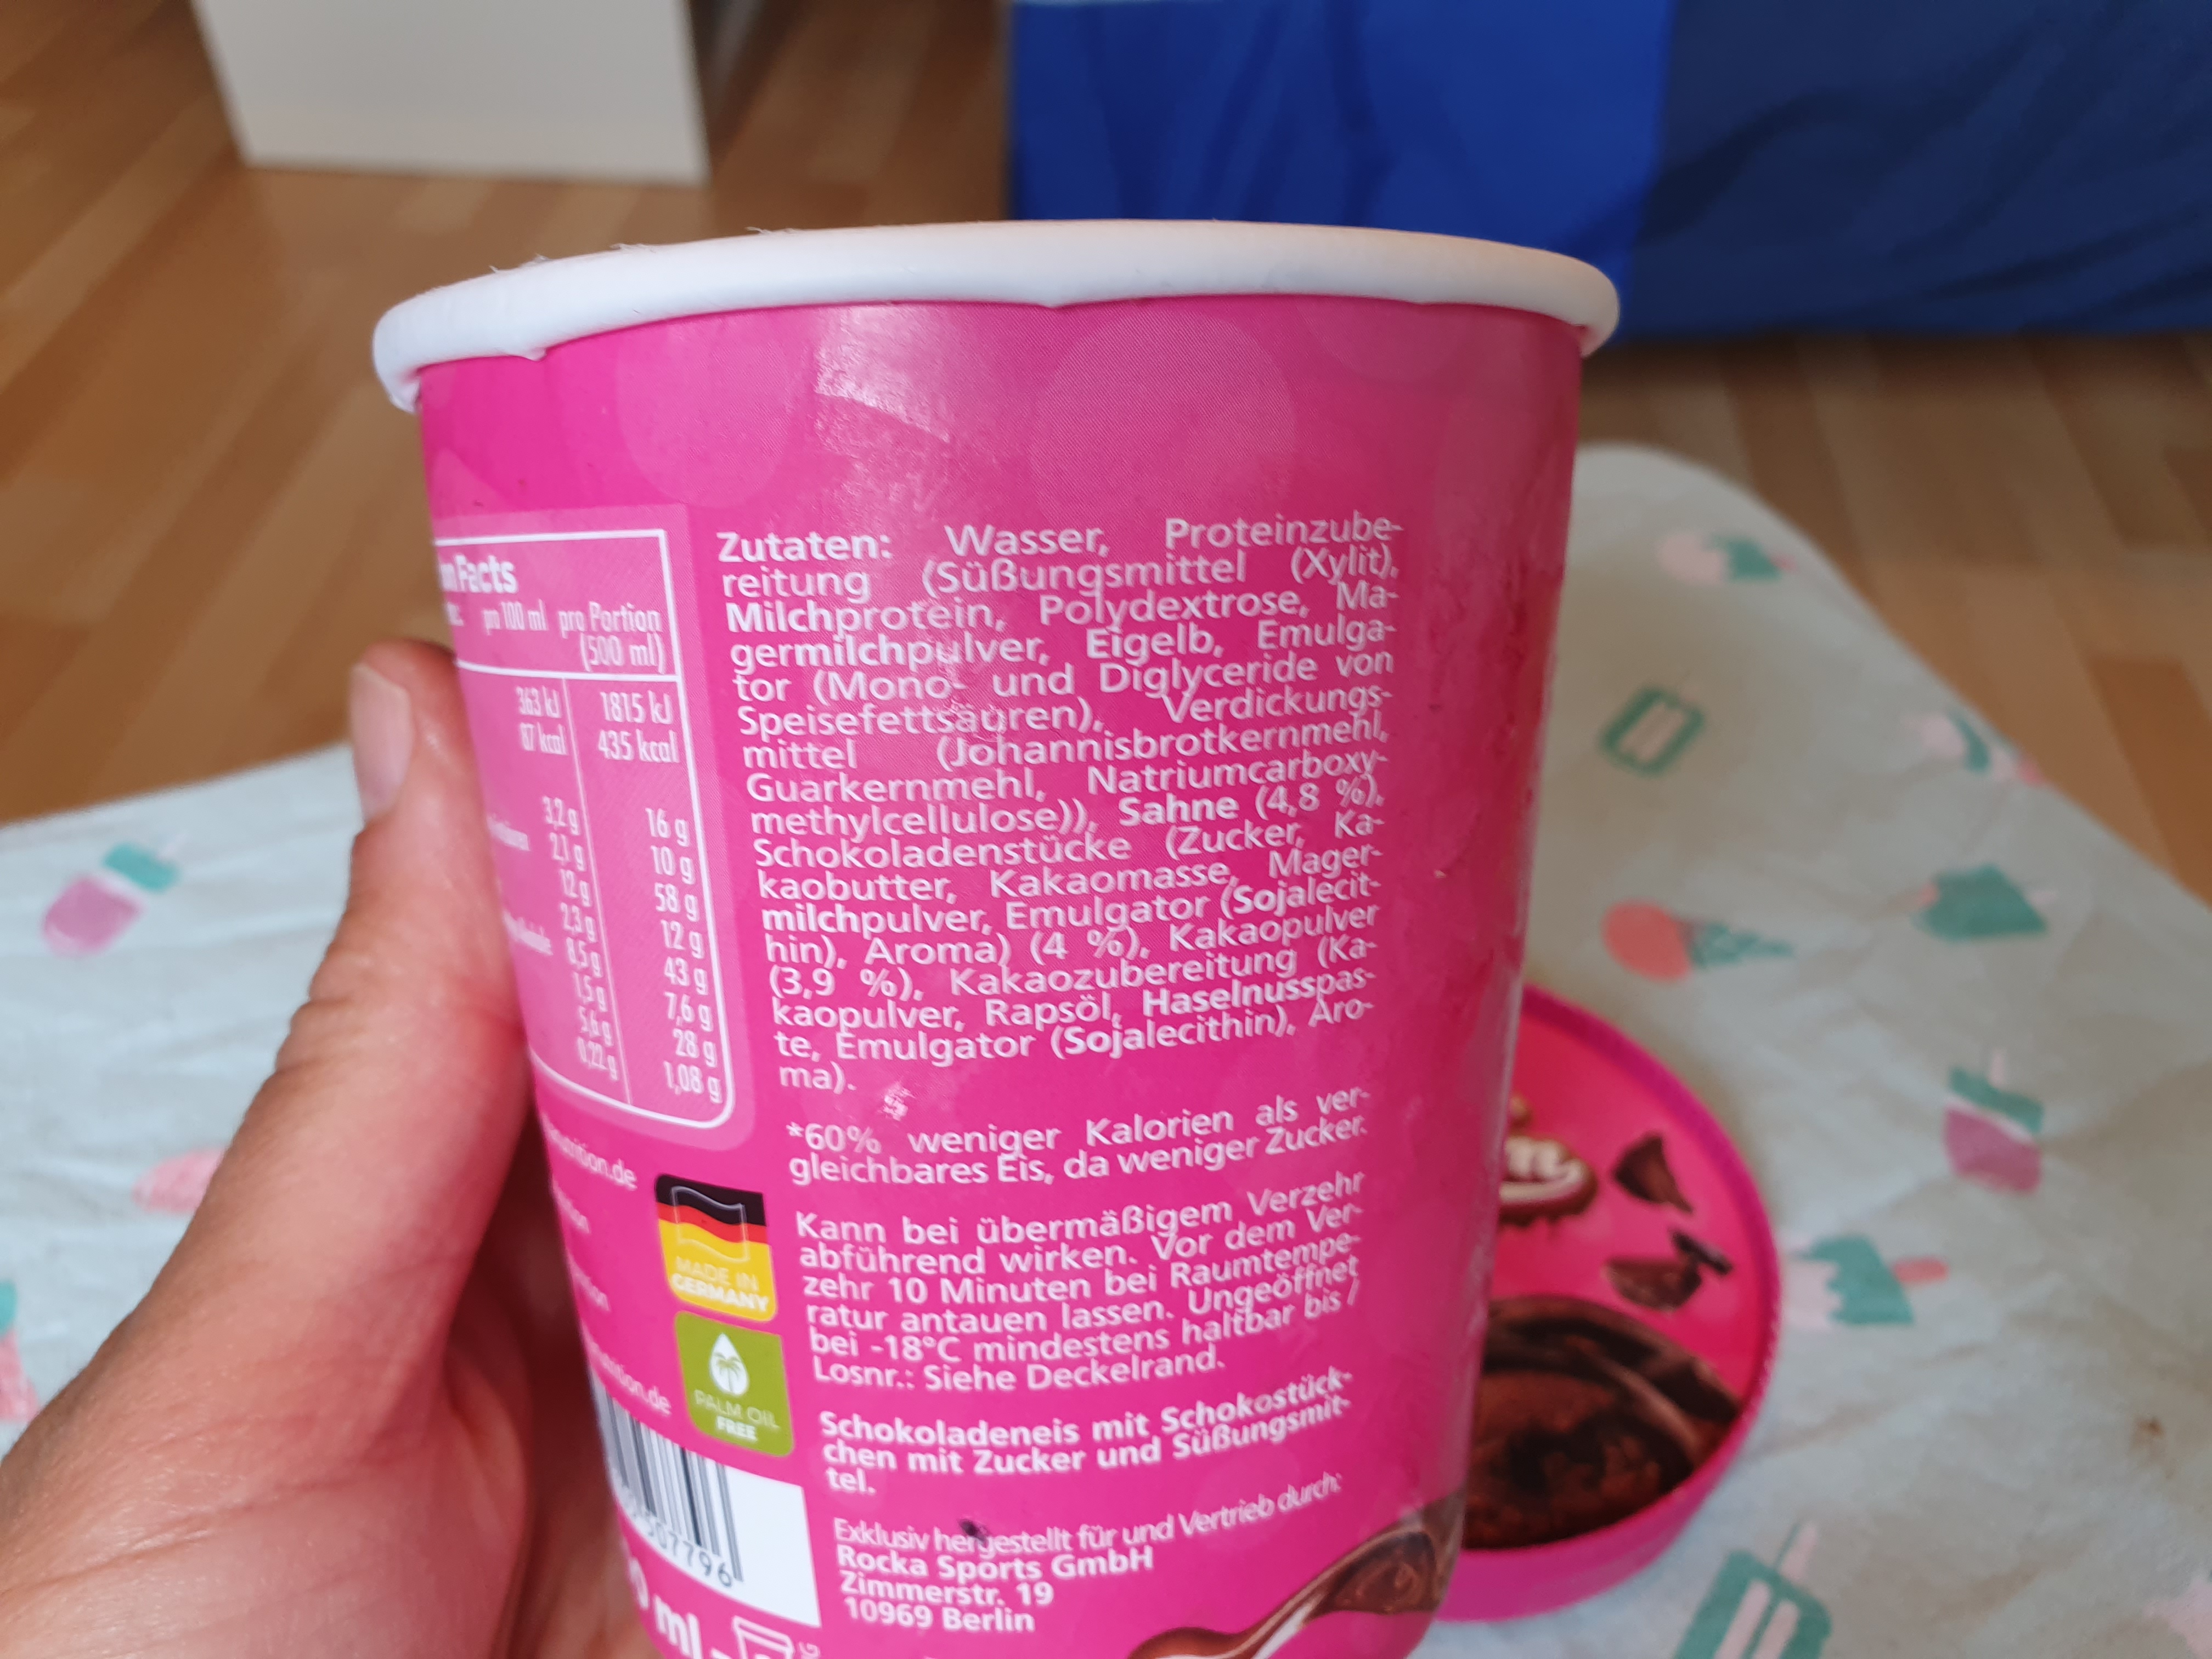 Facts
pro 100 ml pro Portion
(500 ml)
363 kJ 1815 kJ
87 kcal 435 kcal
3,2 g 16 g
2,1 g 10 g
12 g 58 g
2,3 g 12 g
8,5 g 43 g
1,5 g 7,6 g
5,6 g 28 g
0,22 g 1,08 g
Zutaten: Wasser, Proteinzube-
reitung (Süßungsmittel (Xylit),
Milchprotein, Polydextrose, Ma-
germilchpulver, Eigelb, Emulga-
tor (Mono- und Diglyceride von
Speisefettsäuren), Verdickungs-
mittel (Johannisbrotkernmehl,
Guarkernmehl, Natriumcarboxy-
methylcellulose)), Sahne (4,8 %),
Schokoladenstücke (Zucker, Ka-
kaobutter, Kakaomasse, Mager-
milchpulver, Emulgator (Sojalecit-
hin), Aroma) (4 %), Kakaopulver
(3,9 %), Kakaozubereitung (Ka-
kaopulver, Rapsöl, Haselnusspas-
te, Emulgator (Sojalecithin), Aro-
ma).
*60% weniger Kalorien als ver-
gleichbares Eis, da weniger Zucker.
Kann bei übermäßigem Verzehr
abführend wirken. Vor dem Ver-
zehr 10 Minuten bei Raumtempe-
ratur antauen lassen. Ungeöffnet
bei -18°C mindestens haltbar bis /
Losnr.: Siehe Deckelrand.
Schokoladeneis mit Schokostück-
chen mit Zucker und Süßungsmit-
tel.
Exklusiv hergestellt für und Vertrieb durch:
Rocka Sports GmbH
Zimmerstr. 19
10969 Berlin
MADE IN
GERMANY
PALM OIL
FREE
07796
ml